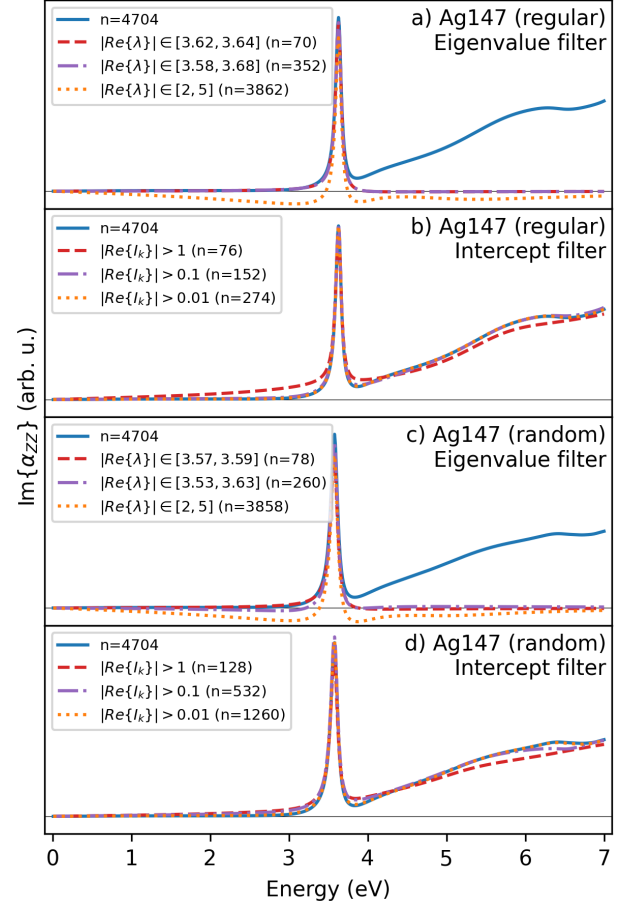 a) Ag147 (regular)
Eigenvalue filter
n=4704
|Re{λ}| ∈ [3.62, 3.64] (n=70)
|Re{λ}| ∈ [3.58, 3.68] (n=352)
|Re{λ}| ∈ [2, 5] (n=3862)
b) Ag147 (regular)
Intercept filter
n=4704
|Re{I_k}| > 1 (n=76)
|Re{I_k}| > 0.1 (n=152)
|Re{I_k}| > 0.01 (n=274)
c) Ag147 (random)
Eigenvalue filter
n=4704
|Re{λ}| ∈ [3.57, 3.59] (n=78)
|Re{λ}| ∈ [3.53, 3.63] (n=260)
|Re{λ}| ∈ [2, 5] (n=3858)
d) Ag147 (random)
Intercept filter
n=4704
|Re{I_k}| > 1 (n=128)
|Re{I_k}| > 0.1 (n=532)
|Re{I_k}| > 0.01 (n=1260)
Im{α_ZZ} (arb. u.)
0 1 2 3 4 5 6 7
Energy (eV)